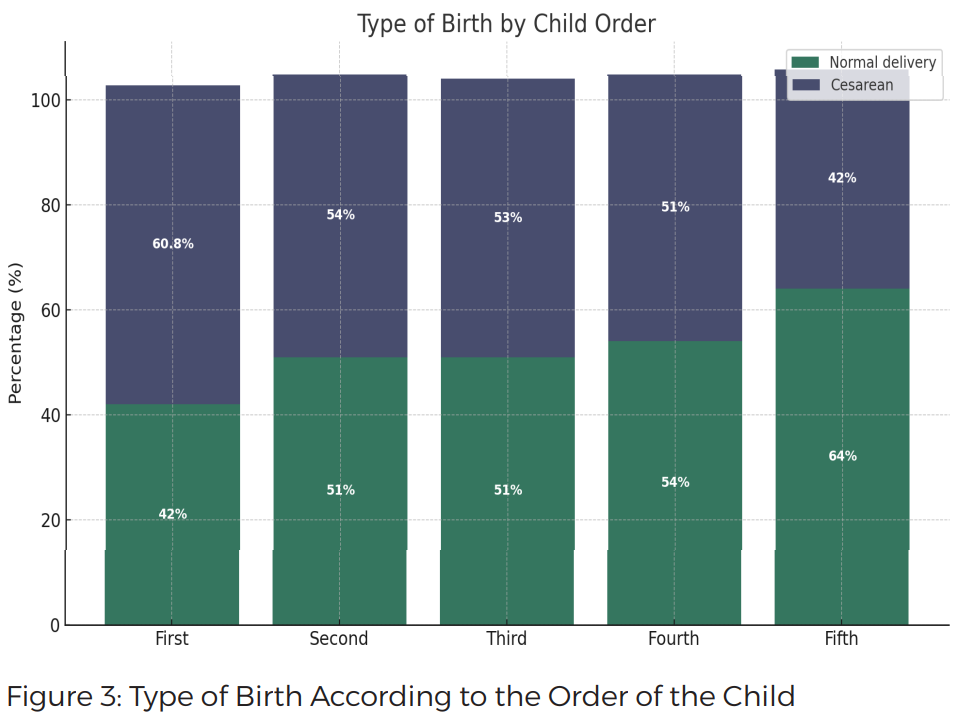 Type of Birth by Child Order
Normal delivery
Cesarean
Percentage (%)
100
80
60
40
20
0
60.8%
54%
53%
51%
42%
42%
51%
51%
54%
64%
First
Second
Third
Fourth
Fifth
Figure 3: Type of Birth According to the Order of the Child